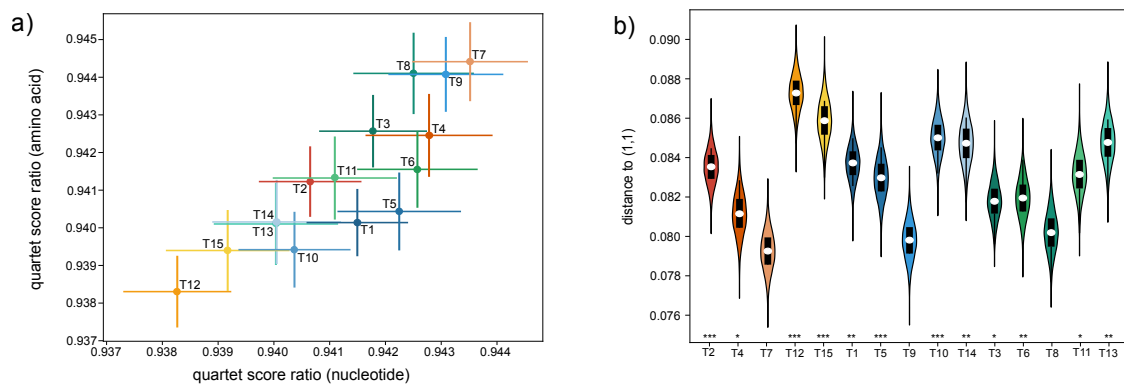 a)
quartet score ratio (amino acid)
0.945
0.944
0.943
0.942
0.941
0.940
0.939
0.938
0.937
T7
T8
T9
T3
T4
T6
T11
T2
T5
T14
T1
T13
T15
T10
T12
0.937 0.938 0.939 0.940 0.941 0.942 0.943 0.944
quartet score ratio (nucleotide)
b)
distance to (1,1)
0.090
0.088
0.086
0.084
0.082
0.080
0.078
0.076
*** * *** *** ** *** *** ** * ** * **
T2 T4 T7 T12 T15 T1 T5 T9 T10 T14 T3 T6 T8 T11 T13